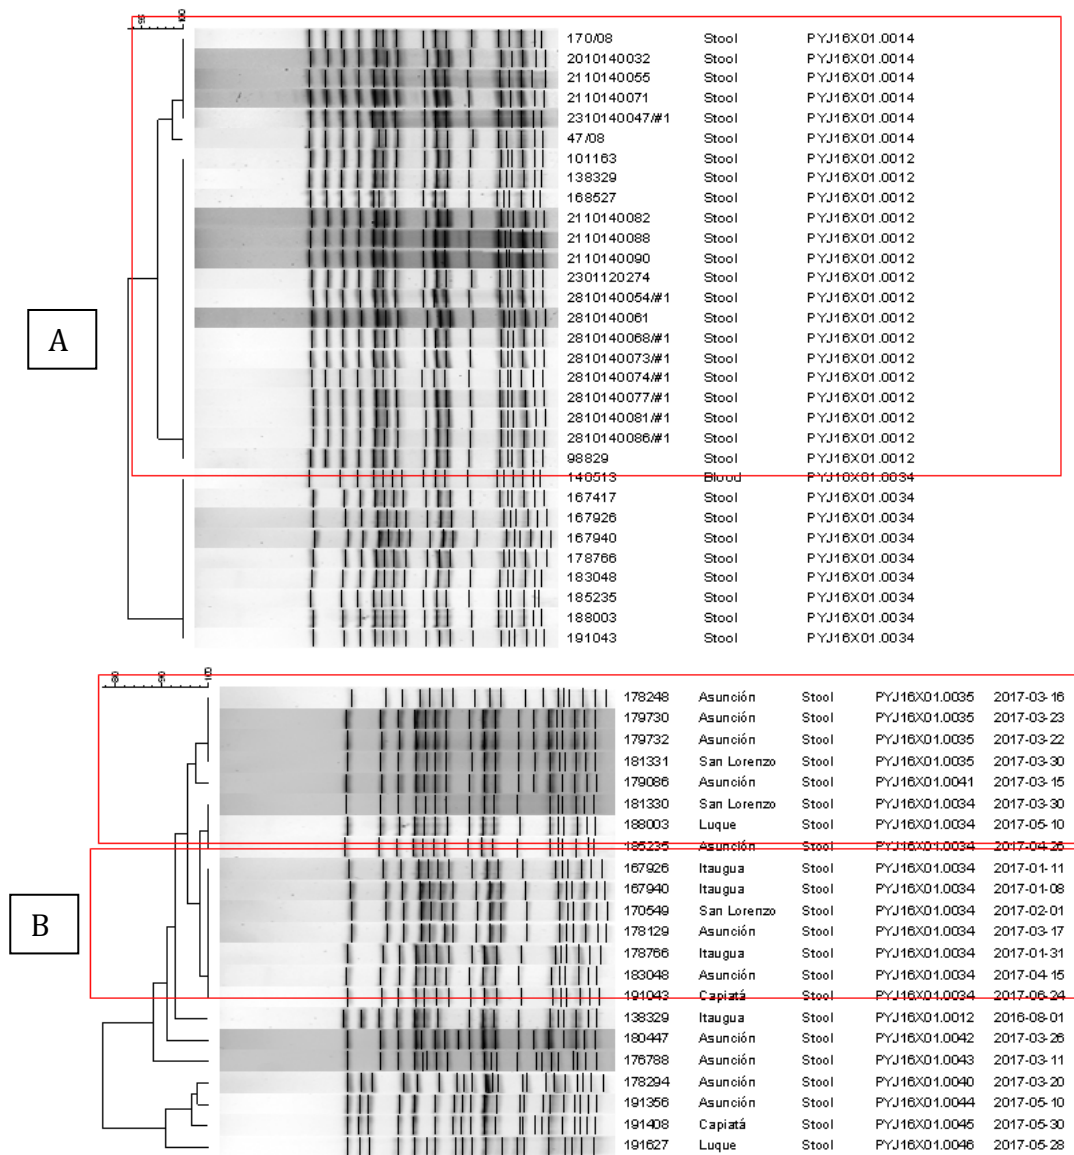 95 100
170/08 Stool PYJ16X01.0014
2010140032 Stool PYJ16X01.0014
2110140055 Stool PYJ16X01.0014
2110140071 Stool PYJ16X01.0014
2310140047/#1 Stool PYJ16X01.0014
47/08 Stool PYJ16X01.0014
101163 Stool PYJ16X01.0012
138329 Stool PYJ16X01.0012
168527 Stool PYJ16X01.0012
2110140082 Stool PYJ16X01.0012
2110140088 Stool PYJ16X01.0012
2110140090 Stool PYJ16X01.0012
2301120274 Stool PYJ16X01.0012
2810140054/#1 Stool PYJ16X01.0012
2810140061 Stool PYJ16X01.0012
A
2810140068/#1 Stool PYJ16X01.0012
2810140073/#1 Stool PYJ16X01.0012
2810140074/#1 Stool PYJ16X01.0012
2810140077/#1 Stool PYJ16X01.0012
2810140081/#1 Stool PYJ16X01.0012
2810140086/#1 Stool PYJ16X01.0012
98829 Stool PYJ16X01.0012
140513 Blood PYJ16X01.0034
167417 Stool PYJ16X01.0034
167926 Stool PYJ16X01.0034
167940 Stool PYJ16X01.0034
178766 Stool PYJ16X01.0034
183048 Stool PYJ16X01.0034
185235 Stool PYJ16X01.0034
188003 Stool PYJ16X01.0034
191043 Stool PYJ16X01.0034
80 90 100
178248 Asunción Stool PYJ16X01.0035 2017-03-16
179730 Asunción Stool PYJ16X01.0035 2017-03-23
179732 Asunción Stool PYJ16X01.0035 2017-03-22
181331 San Lorenzo Stool PYJ16X01.0035 2017-03-30
179086 Asunción Stool PYJ16X01.0041 2017-03-15
181330 San Lorenzo Stool PYJ16X01.0034 2017-03-30
188003 Luque Stool PYJ16X01.0034 2017-05-10
185235 Asunción Stool PYJ16X01.0034 2017-04-26
167926 Itaugua Stool PYJ16X01.0034 2017-01-11
167940 Itaugua Stool PYJ16X01.0034 2017-01-08
170549 San Lorenzo Stool PYJ16X01.0034 2017-02-01
B
178129 Asunción Stool PYJ16X01.0034 2017-03-17
178766 Itaugua Stool PYJ16X01.0034 2017-01-31
183048 Asunción Stool PYJ16X01.0034 2017-04-15
191043 Capiatá Stool PYJ16X01.0034 2017-06-24
138329 Itaugua Stool PYJ16X01.0012 2016-08-01
180447 Asunción Stool PYJ16X01.0042 2017-03-26
176788 Asunción Stool PYJ16X01.0043 2017-03-11
178294 Asunción Stool PYJ16X01.0040 2017-03-20
191356 Asunción Stool PYJ16X01.0044 2017-05-10
191408 Capiatá Stool PYJ16X01.0045 2017-05-30
191627 Luque Stool PYJ16X01.0046 2017-05-28